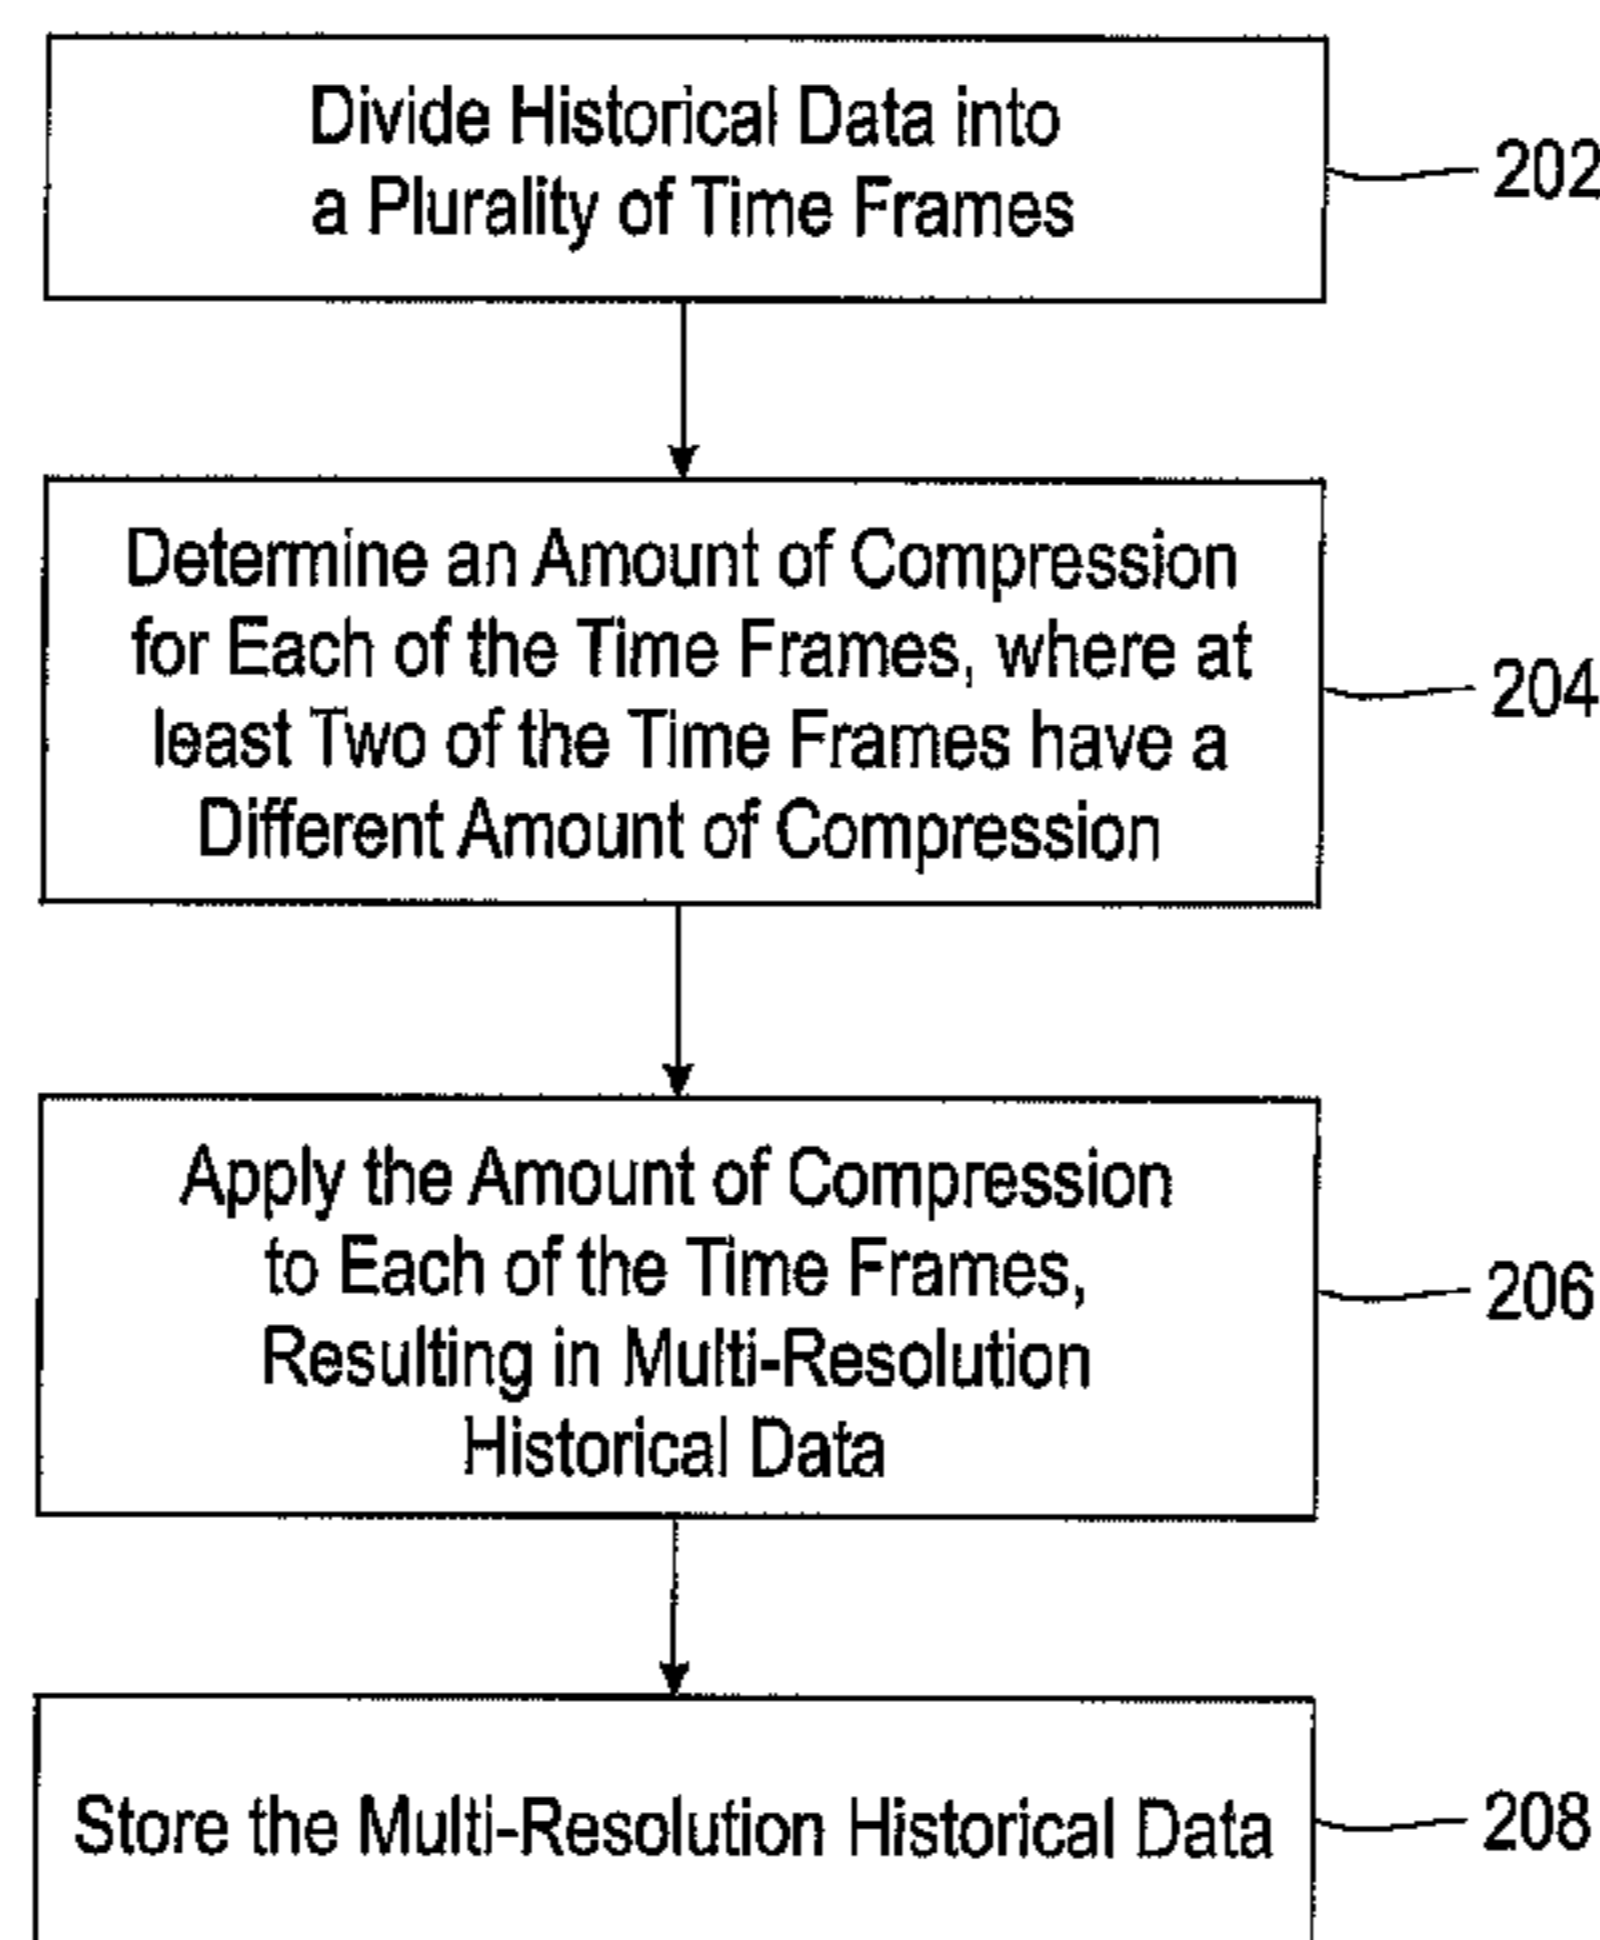 Divide Historical Data into
a Plurality of Time Frames
202
Determine an Amount of Compression
for Each of the Time Frames, where at
least Two of the Time Frames have a
Different Amount of Compression
204
Apply the Amount of Compression
to Each of the Time Frames,
Resulting in Multi-Resolution
Historical Data
206
Store the Multi-Resolution Historical Data
208